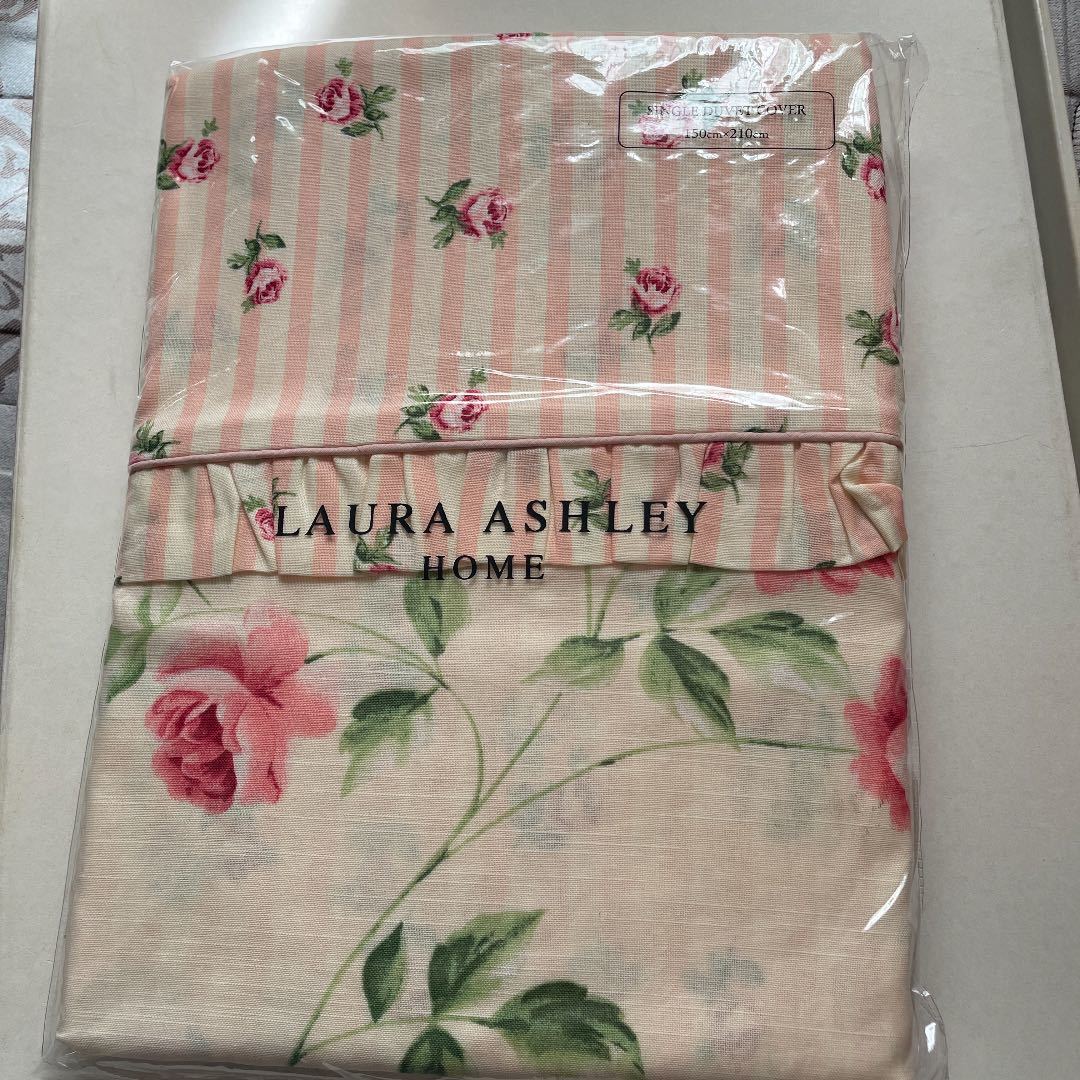 SINGLE DUVET COVER
150cm×210cm
LAURA ASHLEY
HOME